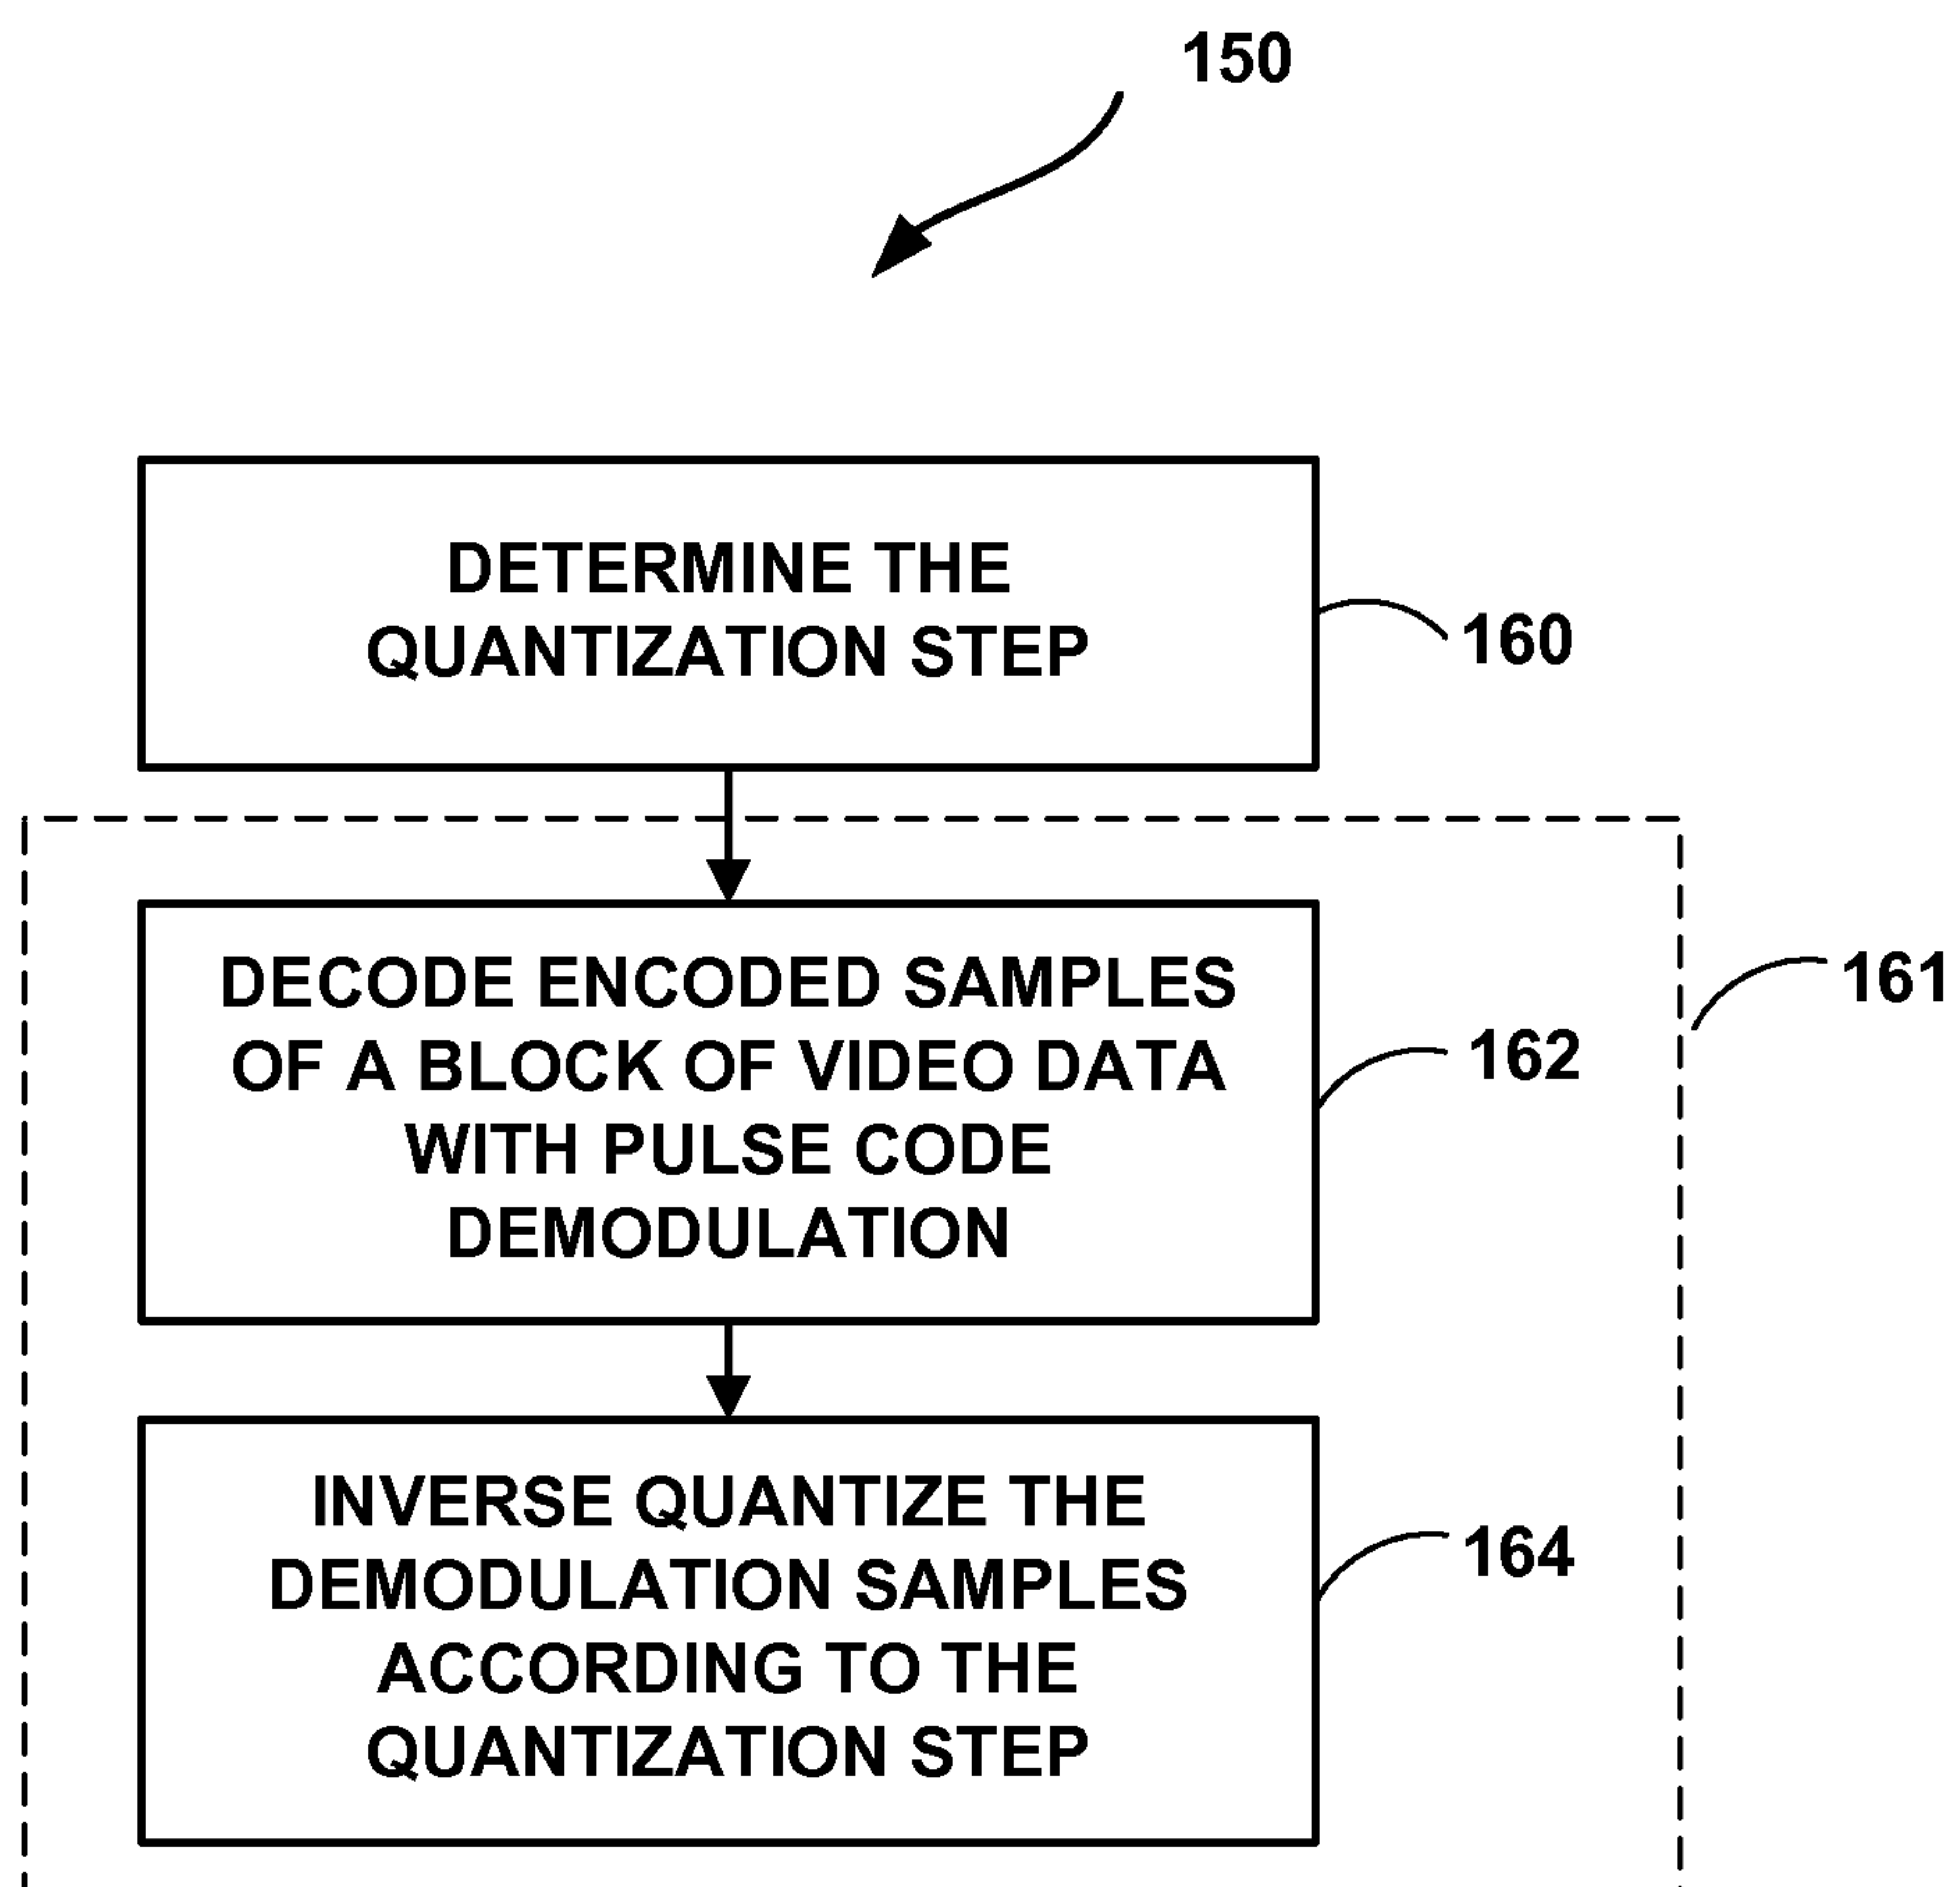 150
DETERMINE THE
QUANTIZATION STEP
160
DECODE ENCODED SAMPLES
OF A BLOCK OF VIDEO DATA
WITH PULSE CODE
DEMODULATION
161
162
INVERSE QUANTIZE THE
DEMODULATION SAMPLES
ACCORDING TO THE
QUANTIZATION STEP
164